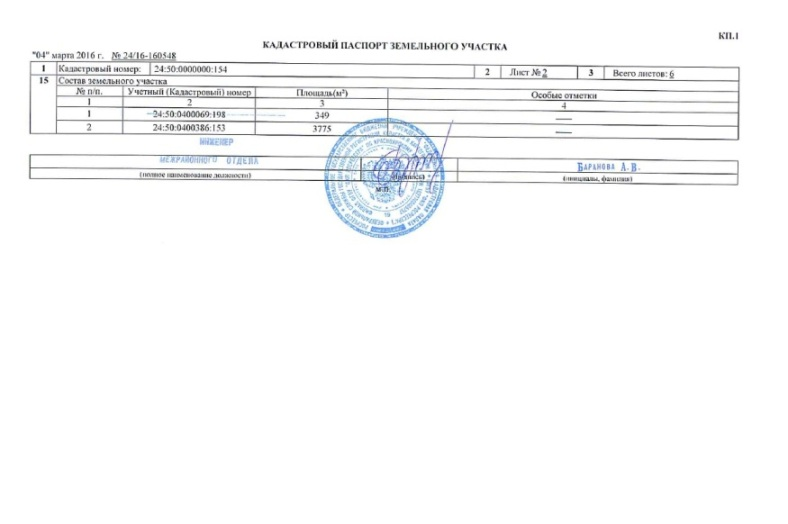 КП.1
КАДАСТРОВЫЙ ПАСПОРТ ЗЕМЕЛЬНОГО УЧАСТКА
"04" марта 2016 г. № 24/16-160548
1 Кадастровый номер: 24:50:0000000:154 2 Лист № 2 3 Всего листов: 6
15 Состав земельного участка
№ п/п. Учетный (Кадастровый) номер Площадь(м²) Особые отметки
1 2 3 4
1 24:50:0400069:198 349 —
2 24:50:0400386:153 3775 —
ИНЖЕНЕР
МЕЖРАЙОННОГО ОТДЕЛА БАРАНОВА А.В.
(полное наименование должности) (подпись) (инициалы, фамилия)
М.П.